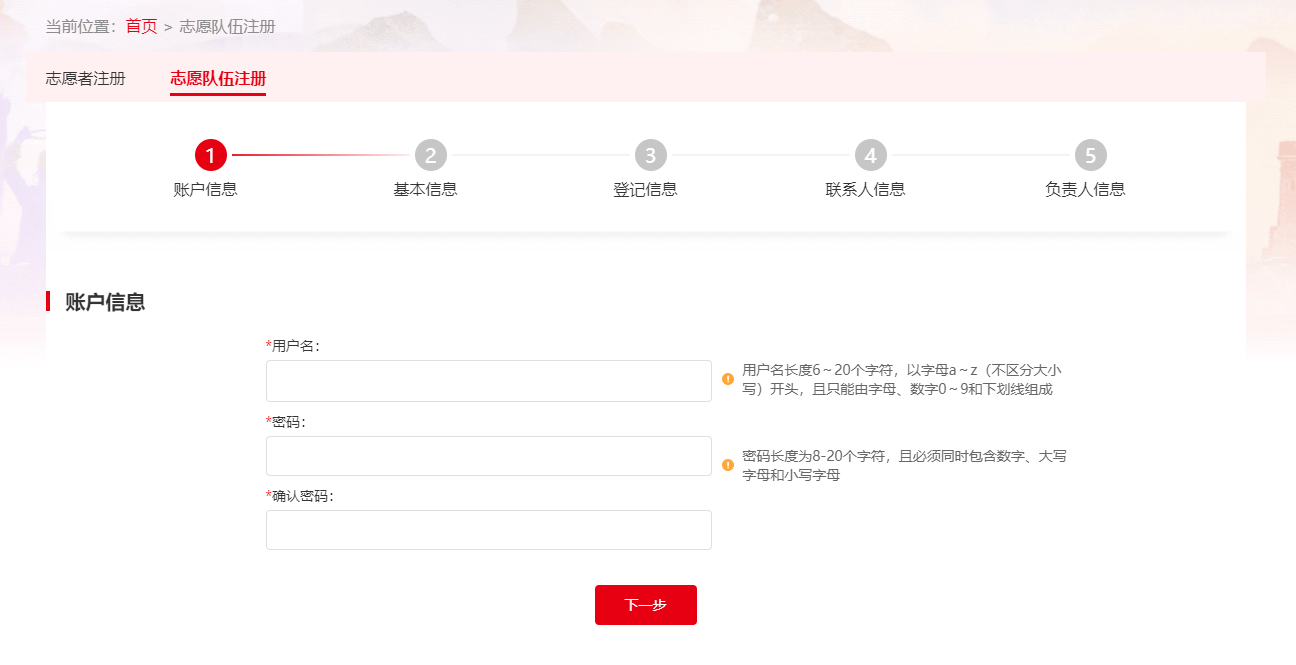 当前位置：首页 > 志愿队伍注册
志愿者注册 志愿队伍注册
1 2 3 4 5
账户信息 基本信息 登记信息 联系人信息 负责人信息
账户信息
*用户名：
用户名长度6～20个字符，以字母a～z（不区分大小
写）开头，且只能由字母、数字0～9和下划线组成
*密码：
密码长度为8-20个字符，且必须同时包含数字、大写
字母和小写字母
*确认密码：
下一步